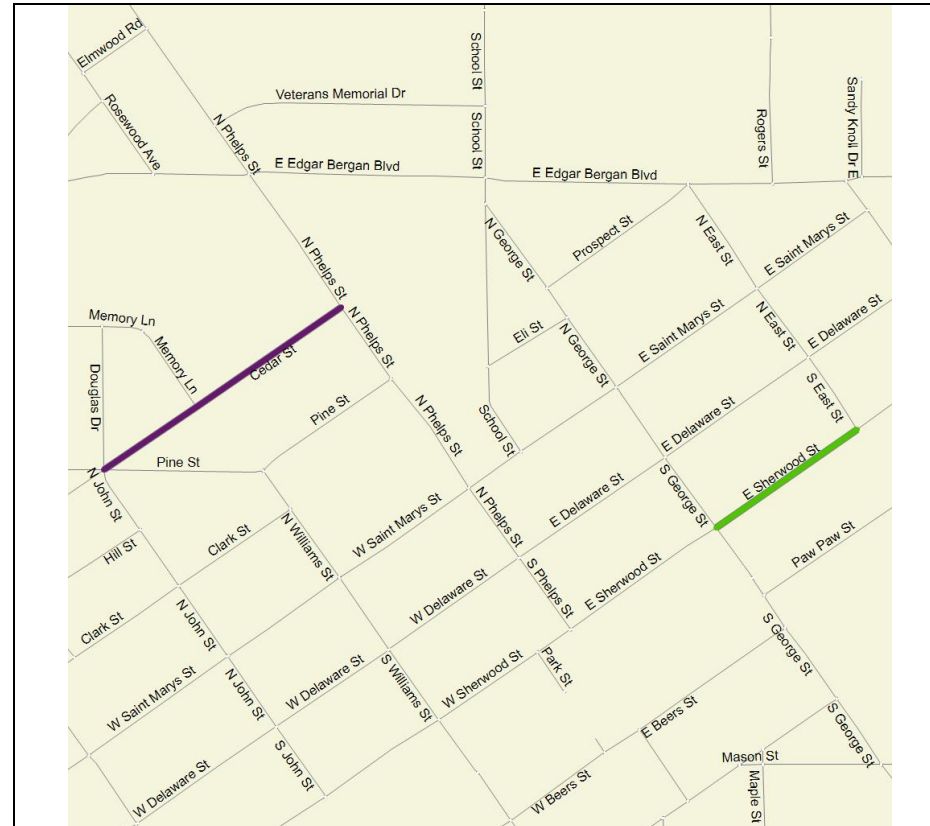 Elmwood Rd
School St
Sandy Knoll Dr E
Veterans Memorial Dr
Rosewood Ave
N Phelps St
School St
Rogers St
E Edgar Bergan Blvd
E Edgar Bergan Blvd
N George St
Prospect St
N East St
E Saint Marys St
N Phelps St
Memory Ln
N Phelps St
Eli St
N George St
E Saint Marys St
N East St
E Delaware St
Memory Ln
Cedar St
Douglas Dr
Pine St
N Phelps St
School St
E Delaware St
S East St
Pine St
N John St
E Sherwood St
S George St
E Delaware St
Hill St
Clark St
N Williams St
W Saint Marys St
N Phelps St
Paw Paw St
Clark St
N John St
W Delaware St
S Phelps St
E Sherwood St
S George St
W Saint Marys St
N John St
W Delaware St
S Williams St
W Sherwood St
Park St
E Beers St
S George St
W Delaware St
S John St
Mason St
W Beers St
Maple St